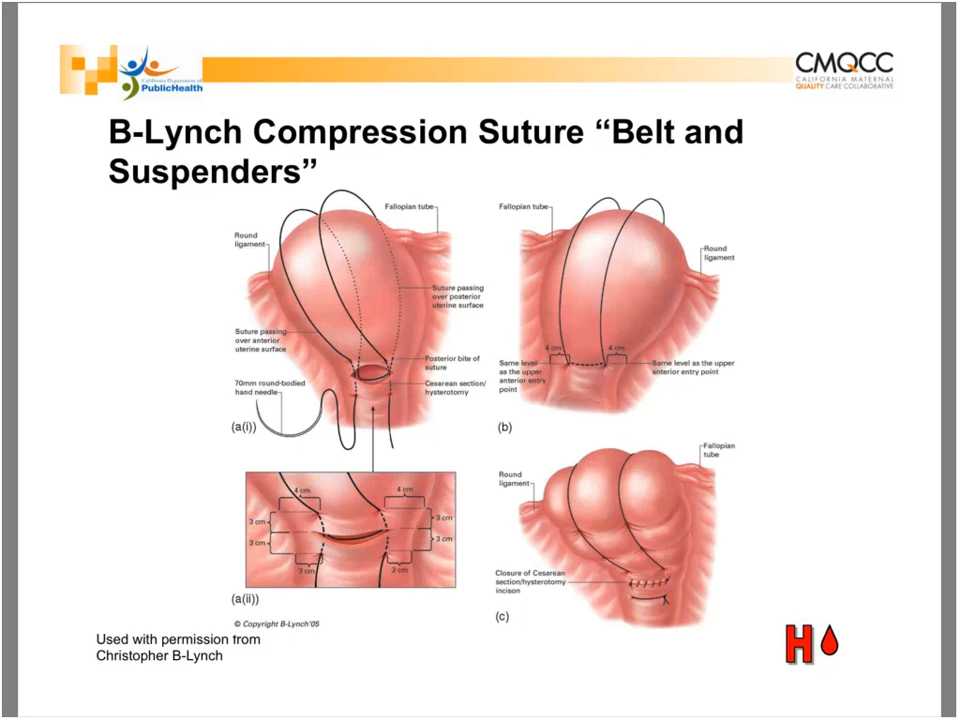 California Department of
PublicHealth
CMQCC
CALIFORNIA MATERNAL
QUALITY CARE COLLABORATIVE
B-Lynch Compression Suture “Belt and
Suspenders”
Fallopian tube
Round
ligament
Suture passing
over posterior
uterine surface
Suture passing
over anterior
uterine surface
Posterior bite of
suture
70mm round-bodied
hand needle
Cesarean section/
hysterotomy
(a(i))
Fallopian tube
Round
ligament
4 cm
4 cm
Same level
as the upper
anterior entry
point
Same level as the upper
anterior entry point
(b)
4 cm
4 cm
3 cm
3 cm
3 cm
3 cm
3 cm
3 cm
(a(ii))
© Copyright B-Lynch'05
Fallopian
tube
Round
ligament
Closure of Cesarean
section/hysterotomy
incison
(c)
Used with permission from
Christopher B-Lynch
H